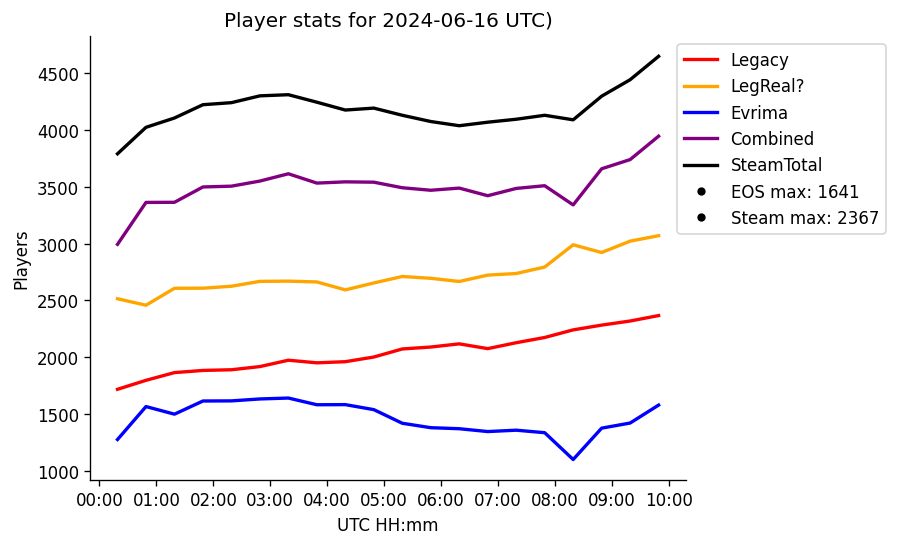 Player stats for 2024-06-16 UTC)
Legacy
LegReal?
Evrima
Combined
SteamTotal
EOS max: 1641
Steam max: 2367
Players
4500
4000
3500
3000
2500
2000
1500
1000
00:00 01:00 02:00 03:00 04:00 05:00 06:00 07:00 08:00 09:00 10:00
UTC HH:mm